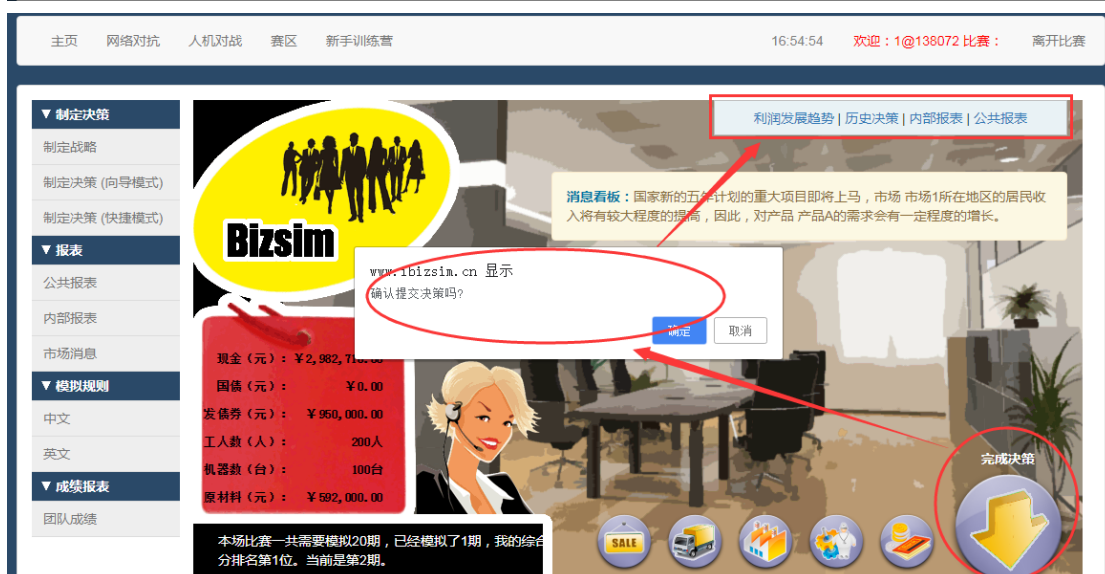 主页 网络对抗 人机对战 赛区 新手训练营 16:54:54 欢迎：1@138072 比赛： 离开比赛
▼ 制定决策
制定战略
制定决策 (向导模式)
制定决策 (快捷模式)
▼ 报表
公共报表
内部报表
市场消息
▼ 模拟规则
中文
英文
▼ 成绩报表
团队成绩
利润发展趋势 | 历史决策 | 内部报表 | 公共报表
消息看板：国家新的五年计划的重大项目即将上马，市场 市场1所在地区的居民收
入将有较大程度的提高，因此，对产品 产品A的需求会有一定程度的增长。
Bizsim
www.ibizsim.cn 显示
确认提交决策吗?
确定 取消
现金（元）：￥2,982,710.00
国债（元）：￥0.00
发债券（元）：￥950,000.00
工人数（人）：200人
机器数（台）：100台
原材料（元）：￥592,000.00
完成决策
SALE
本场比赛一共需要模拟20期，已经模拟了1期，我的综合
分排名第1位。当前是第2期。